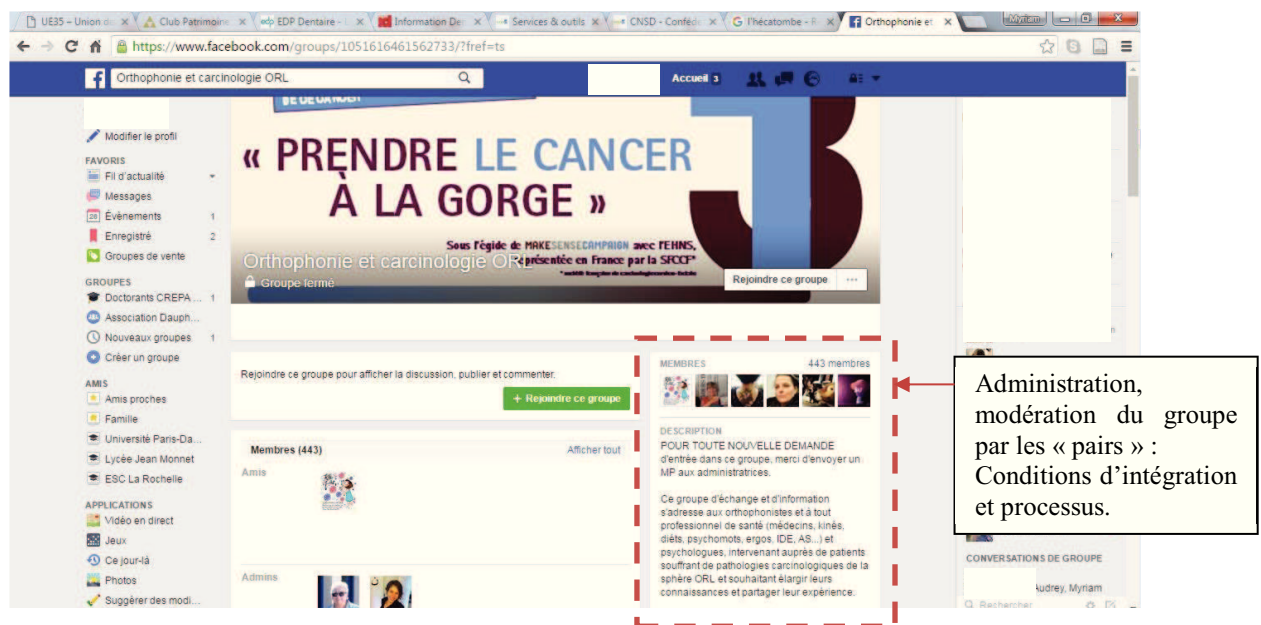 UE35 – Union d
Club Patrimoine
EDP Dentaire -
Information De
Services & outils
CNSD - Conféd
l'hécatombe -
Orthophonie et
Myriam
https://www.facebook.com/groups/1051616461562733/?fref=ts
Orthophonie et carcinologie ORL
Accueil 3
« PRENDRE LE CANCER
À LA GORGE »
Sous l'égide de MAKESENSECAMPAIGN avec l'EHNS,
représentée en France par la SFCCF*
Orthophonie et carcinologie ORL
Groupe fermé
Rejoindre ce groupe
Modifier le profil
FAVORIS
Fil d'actualité
Messages
Évènements 1
Enregistré 2
Groupes de vente
GROUPES
Doctorants CREPA ... 1
Association Dauph...
Nouveaux groupes 1
Créer un groupe
AMIS
Amis proches
Famille
Université Paris-Da...
Lycée Jean Monnet
ESC La Rochelle
APPLICATIONS
Vidéo en direct
Jeux
Ce jour-là
Photos
Suggérer des modi...
Rejoindre ce groupe pour afficher la discussion, publier et commenter.
+ Rejoindre ce groupe
Membres (443) Afficher tout
Amis
Admins
MEMBRES 443 membres
DESCRIPTION
POUR TOUTE NOUVELLE DEMANDE
d'entrée dans ce groupe, merci d'envoyer un
MP aux administratrices.
Ce groupe d'échange et d'information
s'adresse aux orthophonistes et à tout
professionnel de santé (médecins, kinés,
diéts, psychomots, ergos, IDE, AS...) et
psychologues, intervenant auprès de patients
souffrant de pathologies carcinologiques de la
sphère ORL et souhaitant élargir leurs
connaissances et partager leur expérience.
Administration,
modération du groupe
par les « pairs » :
Conditions d'intégration
et processus.
CONVERSATIONS DE GROUPE
Audrey, Myriam
Rechercher